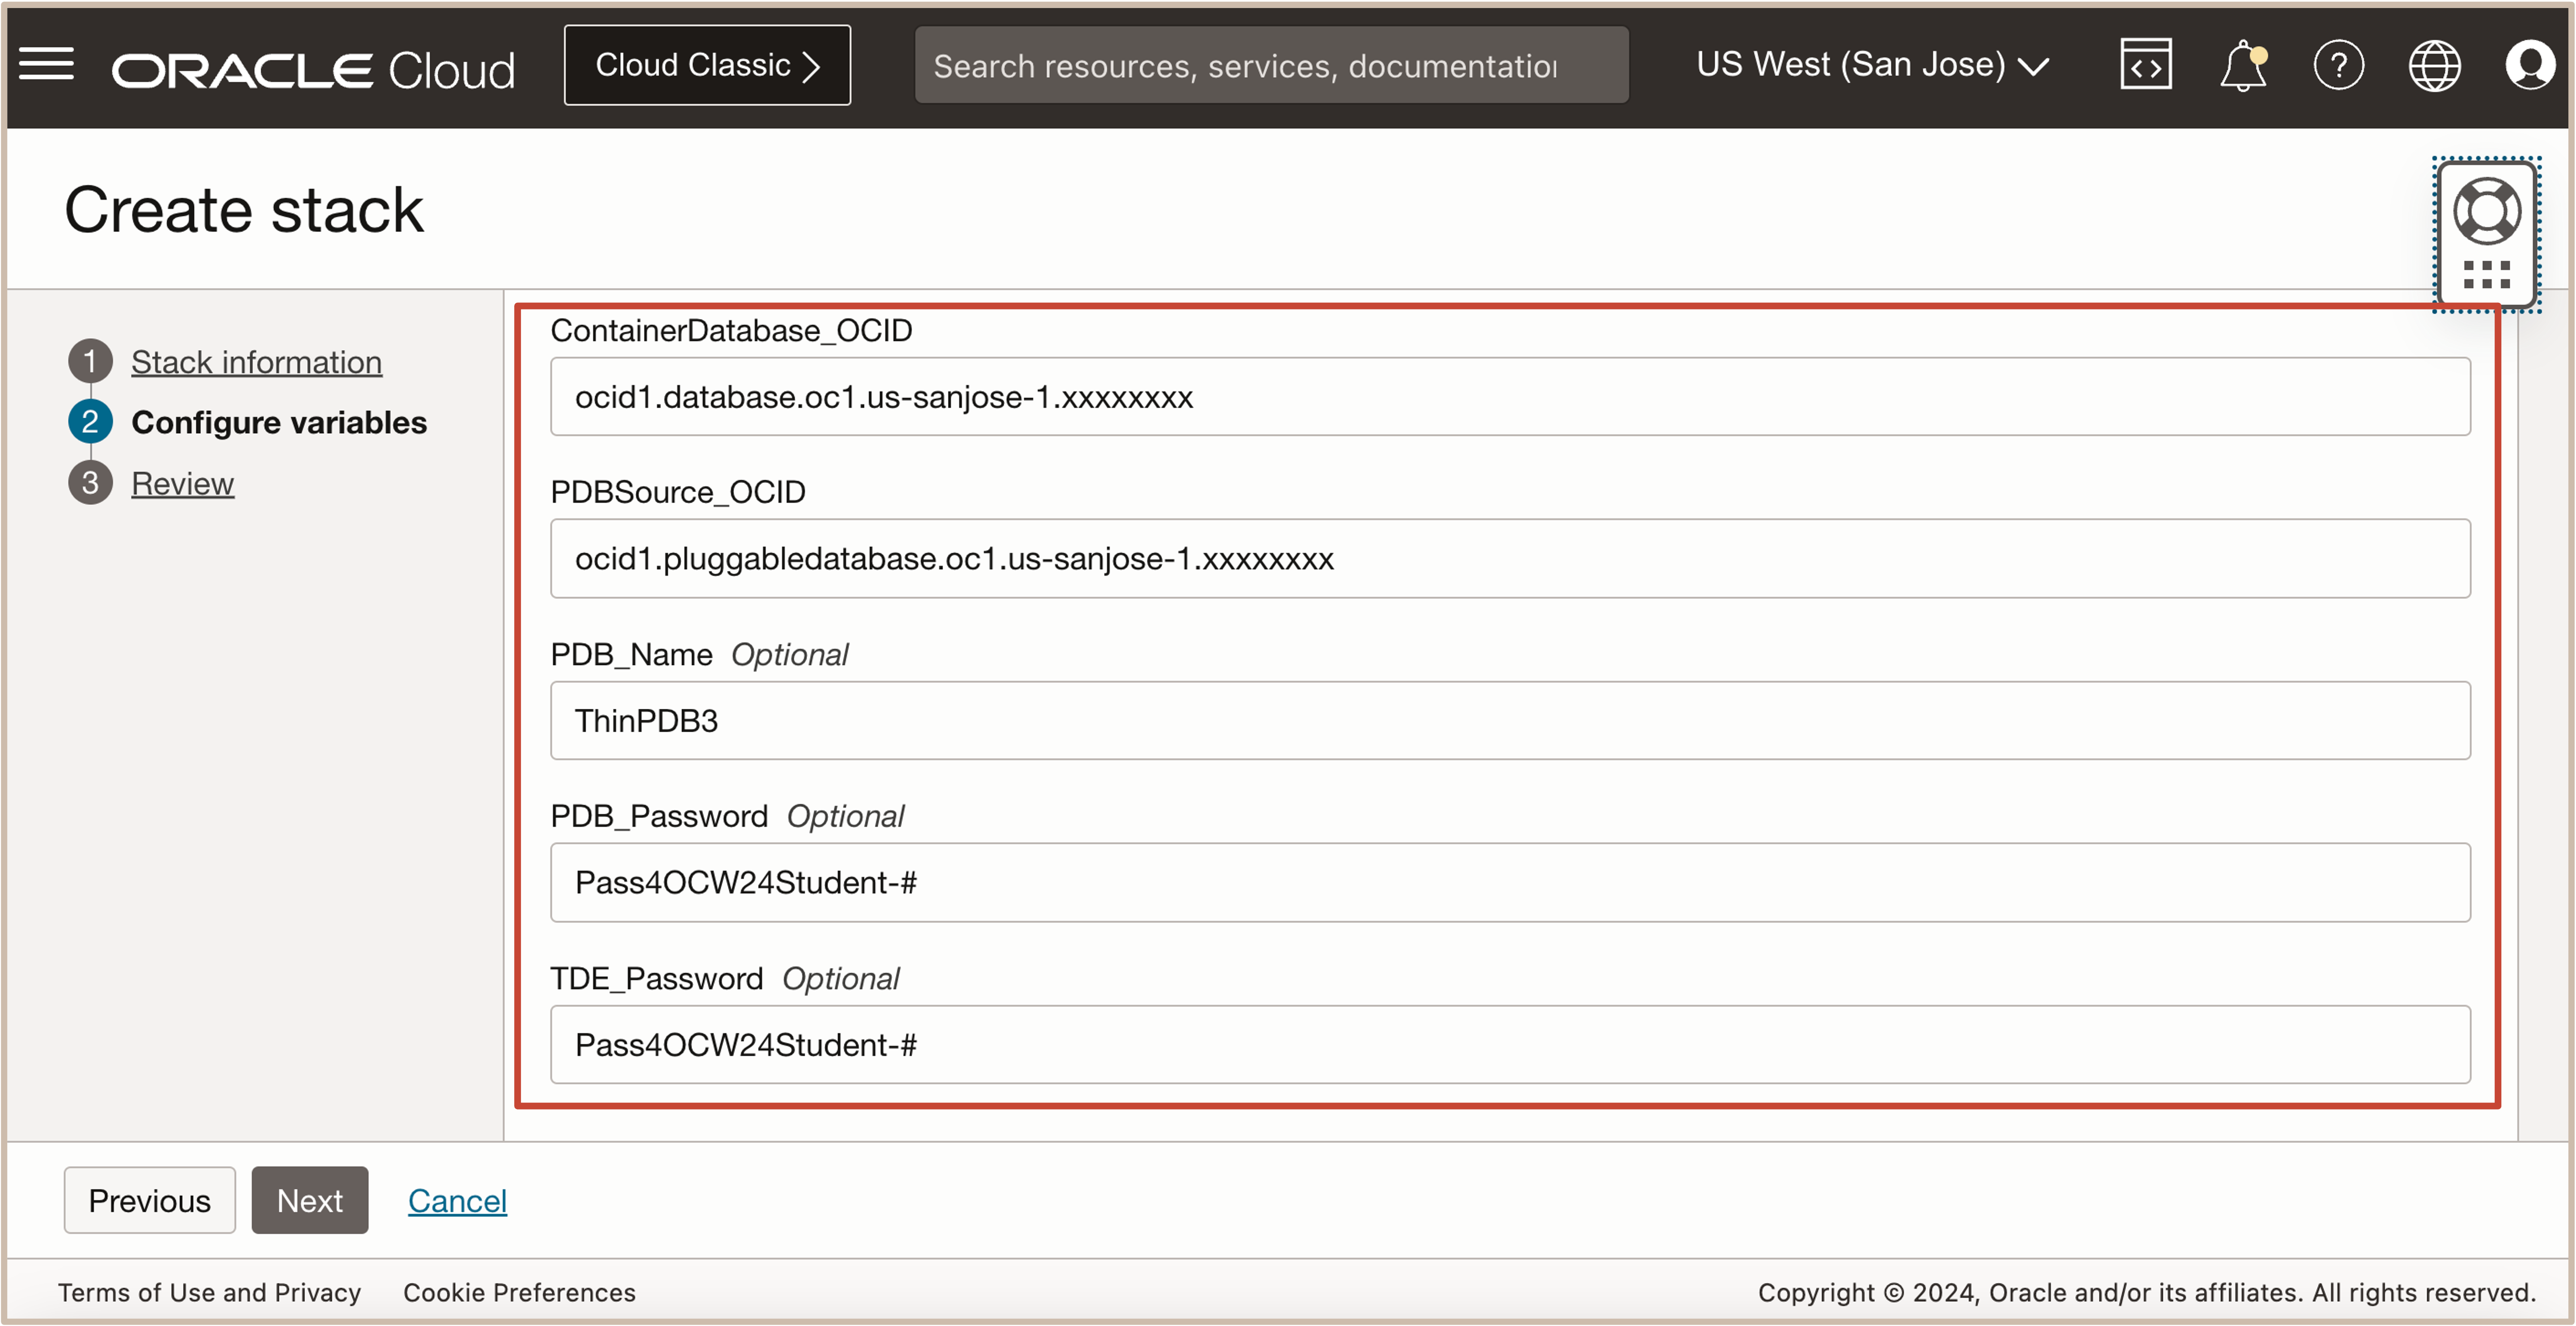 ORACLE Cloud
Cloud Classic
Search resources, services, documentation
US West (San Jose)
Create stack
1 Stack information
2 Configure variables
3 Review
ContainerDatabase_OCID
ocid1.database.oc1.us-sanjose-1.xxxxxxxx
PDBSource_OCID
ocid1.pluggabledatabase.oc1.us-sanjose-1.xxxxxxxx
PDB_Name Optional
ThinPDB3
PDB_Password Optional
Pass4OCW24Student-#
TDE_Password Optional
Pass4OCW24Student-#
Previous Next Cancel
Terms of Use and Privacy Cookie Preferences
Copyright © 2024, Oracle and/or its affiliates. All rights reserved.